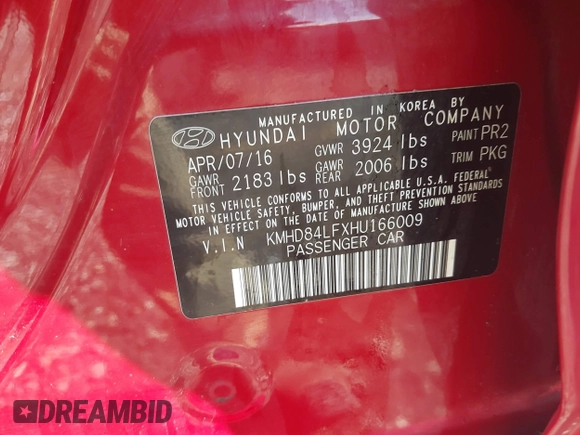 MANUFACTURED IN KOREA BY
HYUNDAI MOTOR COMPANY
APR/07/16 GVWR 3924 lbs PAINT PR2
GAWR FRONT 2183 lbs GAWR REAR 2006 lbs TRIM PKG
THIS VEHICLE CONFORMS TO ALL APPLICABLE U.S.A. FEDERAL
MOTOR VEHICLE SAFETY, BUMPER, AND THEFT PREVENTION STANDARDS
IN EFFECT ON THE DATE OF MANUFACTURE SHOWN ABOVE.
V.I.N KMHD84LFXHU166009
PASSENGER CAR
DREAMBID